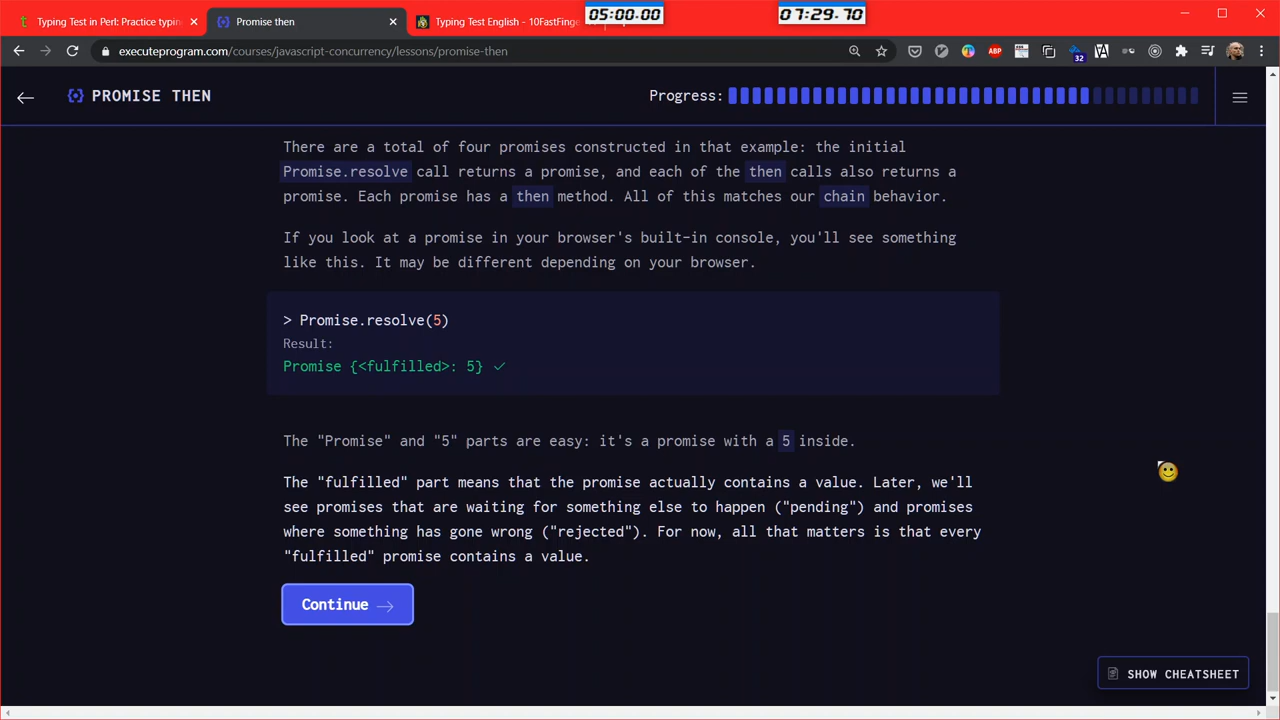 05:00.00
07:29.70
Typing Test in Perl: Practice typin
Promise then
Typing Test English - 10FastFinge
executeprogram.com/courses/javascript-concurrency/lessons/promise-then
ABP
32
PROMISE THEN
Progress:
There are a total of four promises constructed in that example: the initial
Promise.resolve call returns a promise, and each of the then calls also returns a
promise. Each promise has a then method. All of this matches our chain behavior.
If you look at a promise in your browser's built-in console, you'll see something
like this. It may be different depending on your browser.
> Promise.resolve(5)
Result:
Promise {<fulfilled>: 5} ✓
The "Promise" and "5" parts are easy: it's a promise with a 5 inside.
The "fulfilled" part means that the promise actually contains a value. Later, we'll
see promises that are waiting for something else to happen ("pending") and promises
where something has gone wrong ("rejected"). For now, all that matters is that every
"fulfilled" promise contains a value.
Continue →
SHOW CHEATSHEET